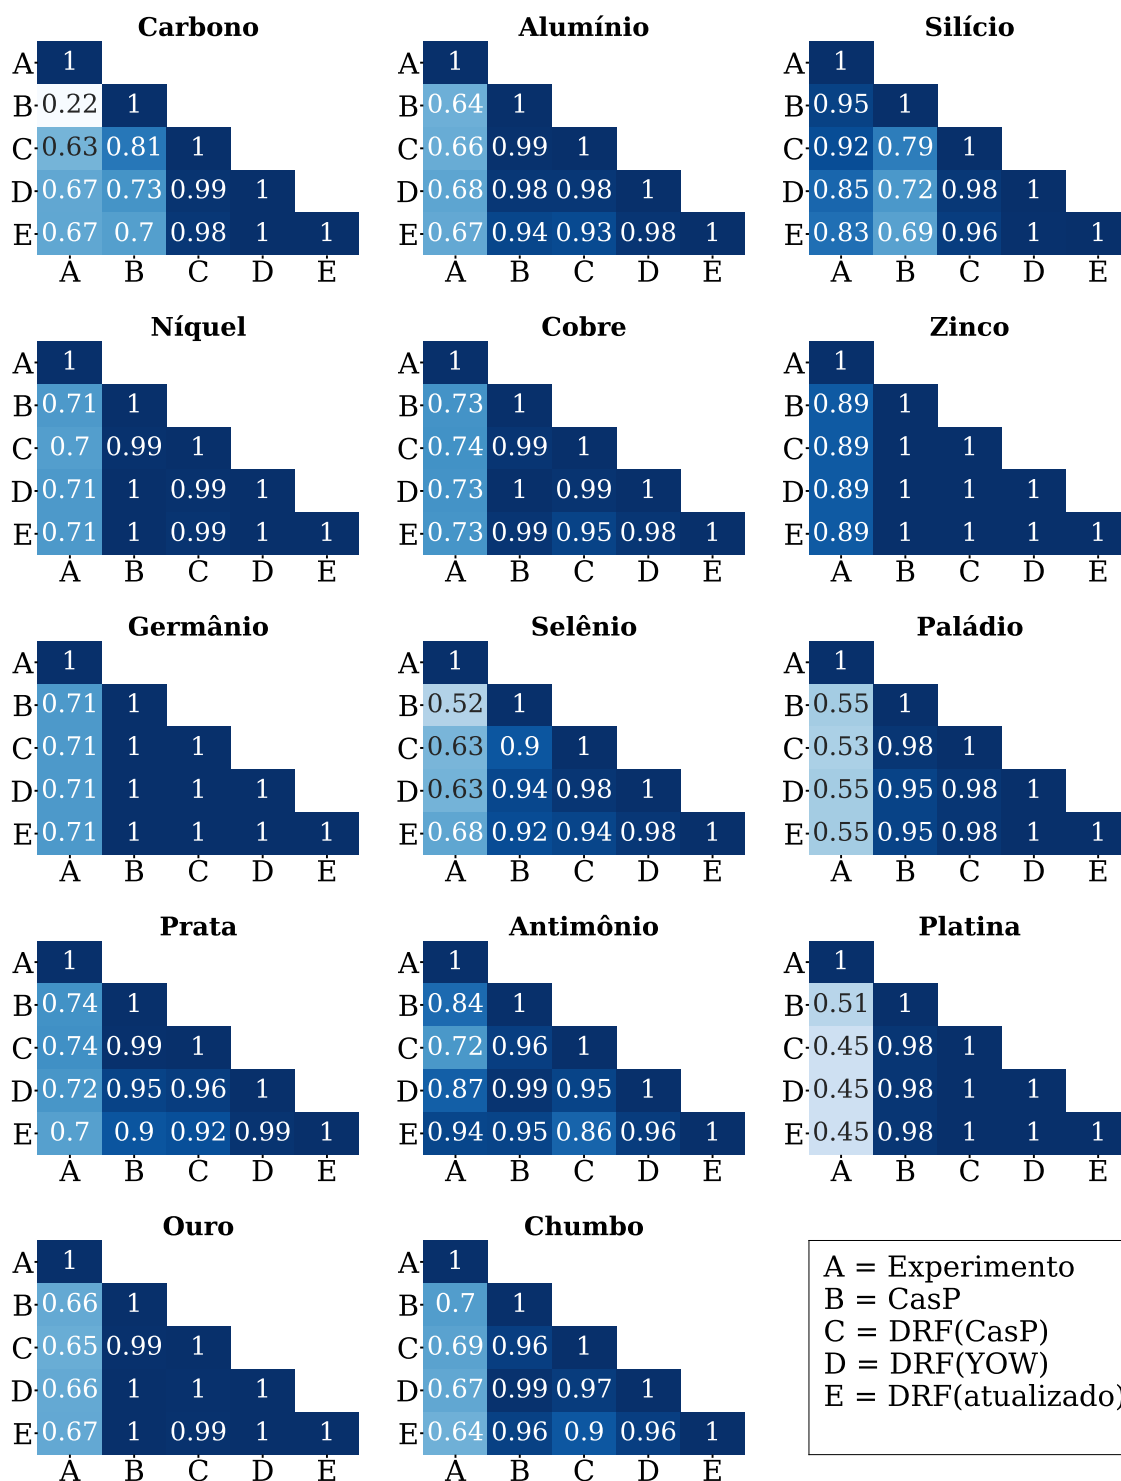 Carbono Alumínio Silício
A 1 A 1 A 1
B 0.22 1 B 0.64 1 B 0.95 1
C 0.63 0.81 1 C 0.66 0.99 1 C 0.92 0.79 1
D 0.67 0.73 0.99 1 D 0.68 0.98 0.98 1 D 0.85 0.72 0.98 1
E 0.67 0.7 0.98 1 1 E 0.67 0.94 0.93 0.98 1 E 0.83 0.69 0.96 1 1
A B C D E A B C D E A B C D E
Níquel Cobre Zinco
A 1 A 1 A 1
B 0.71 1 B 0.73 1 B 0.89 1
C 0.7 0.99 1 C 0.74 0.99 1 C 0.89 1 1
D 0.71 1 0.99 1 D 0.73 1 0.99 1 D 0.89 1 1 1
E 0.71 1 0.99 1 1 E 0.73 0.99 0.95 0.98 1 E 0.89 1 1 1 1
A B C D E A B C D E A B C D E
Germânio Selênio Paládio
A 1 A 1 A 1
B 0.71 1 B 0.52 1 B 0.55 1
C 0.71 1 1 C 0.63 0.9 1 C 0.53 0.98 1
D 0.71 1 1 1 D 0.63 0.94 0.98 1 D 0.55 0.95 0.98 1
E 0.71 1 1 1 1 E 0.68 0.92 0.94 0.98 1 E 0.55 0.95 0.98 1 1
A B C D E A B C D E A B C D E
Prata Antimônio Platina
A 1 A 1 A 1
B 0.74 1 B 0.84 1 B 0.51 1
C 0.74 0.99 1 C 0.72 0.96 1 C 0.45 0.98 1
D 0.72 0.95 0.96 1 D 0.87 0.99 0.95 1 D 0.45 0.98 1 1
E 0.7 0.9 0.92 0.99 1 E 0.94 0.95 0.86 0.96 1 E 0.45 0.98 1 1 1
A B C D E A B C D E A B C D E
Ouro Chumbo
A 1 A 1
B 0.66 1 B 0.7 1
C 0.65 0.99 1 C 0.69 0.96 1
D 0.66 1 1 1 D 0.67 0.99 0.97 1
E 0.67 1 0.99 1 1 E 0.64 0.96 0.9 0.96 1
A B C D E A B C D E
A = Experimento
B = CasP
C = DRF(CasP)
D = DRF(YOW)
E = DRF(atualizado)